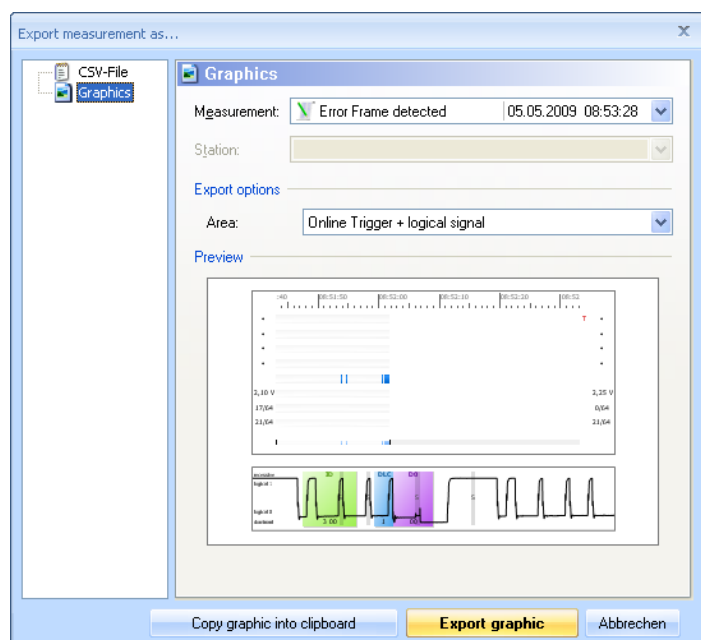 Export measurement as...
CSV-File
Graphics
Graphics
Measurement: Error Frame detected 05.05.2009 08:53:28
Station:
Export options
Area: Online Trigger + logical signal
Preview
:40 08:51:50 08:52:00 08:52:10 08:52:20 08:52
T
2,10 V 2,25 V
17/64 0/64
21/64 21/64
ID DLC D0
logical 1
S S
logical 0
dominant 3 00 1 00
Copy graphic into clipboard Export graphic Abbrechen